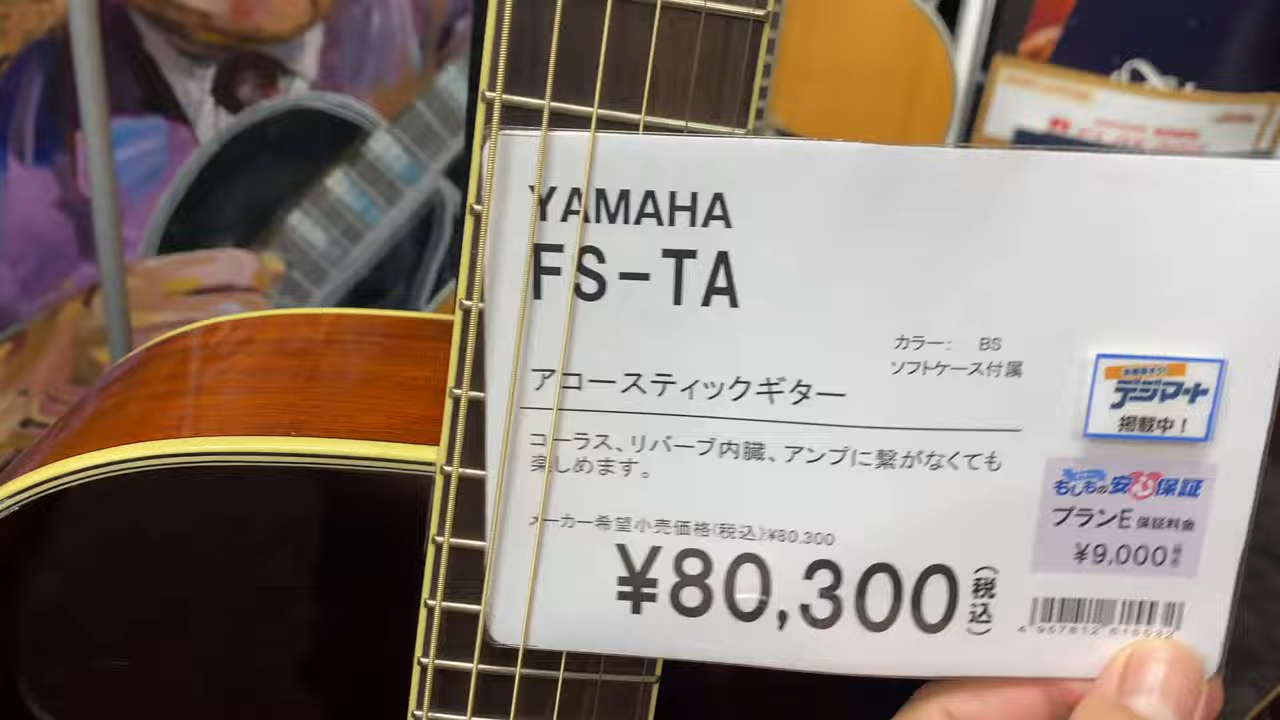 YAMAHA
FS-TA
カラー: BS
ソフトケース付属
アコースティックギター
コーラス、リバーブ内臓、アンプに繋がなくても
楽しめます。
メーカー希望小売価格(税込)¥80,300
¥80,300(税込)
デジマート
掲載中!
もしもの安心保証
プランE 保証料金
¥9,000